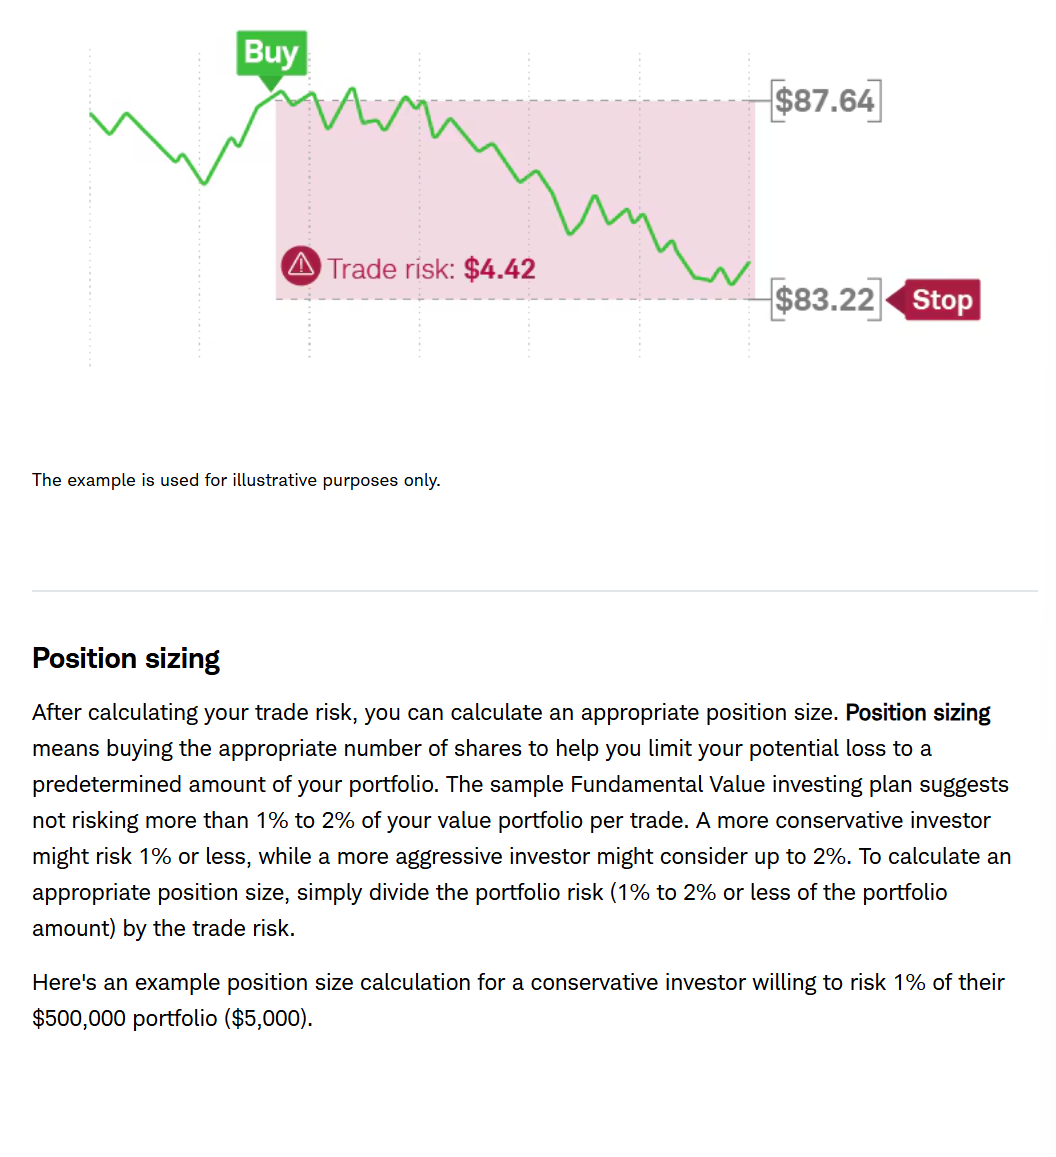 Buy
$87.64
Trade risk: $4.42
$83.22
Stop
The example is used for illustrative purposes only.
Position sizing
After calculating your trade risk, you can calculate an appropriate position size. Position sizing
means buying the appropriate number of shares to help you limit your potential loss to a
predetermined amount of your portfolio. The sample Fundamental Value investing plan suggests
not risking more than 1% to 2% of your value portfolio per trade. A more conservative investor
might risk 1% or less, while a more aggressive investor might consider up to 2%. To calculate an
appropriate position size, simply divide the portfolio risk (1% to 2% or less of the portfolio
amount) by the trade risk.
Here's an example position size calculation for a conservative investor willing to risk 1% of their
$500,000 portfolio ($5,000).